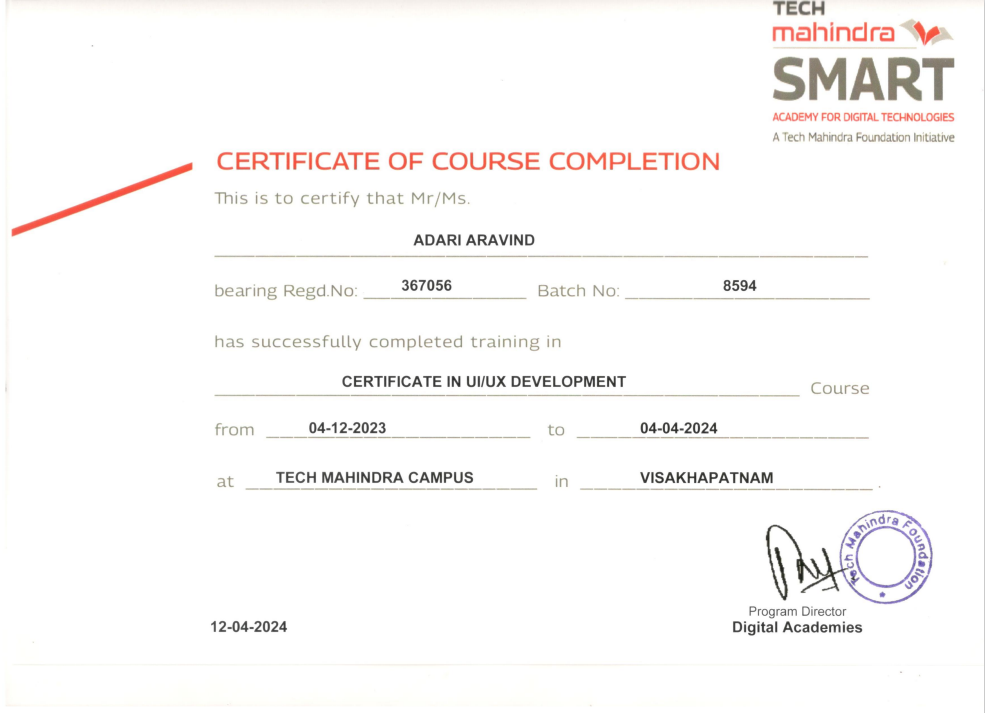 TECH
mahindra
SMART
ACADEMY FOR DIGITAL TECHNOLOGIES
A Tech Mahindra Foundation Initiative
CERTIFICATE OF COURSE COMPLETION
This is to certify that Mr/Ms.
ADARI ARAVIND
bearing Regd.No: 367056 Batch No: 8594
has successfully completed training in
CERTIFICATE IN UI/UX DEVELOPMENT Course
from 04-12-2023 to 04-04-2024
at TECH MAHINDRA CAMPUS in VISAKHAPATNAM .
Tech Mahindra Foundation
Program Director
12-04-2024 Digital Academies